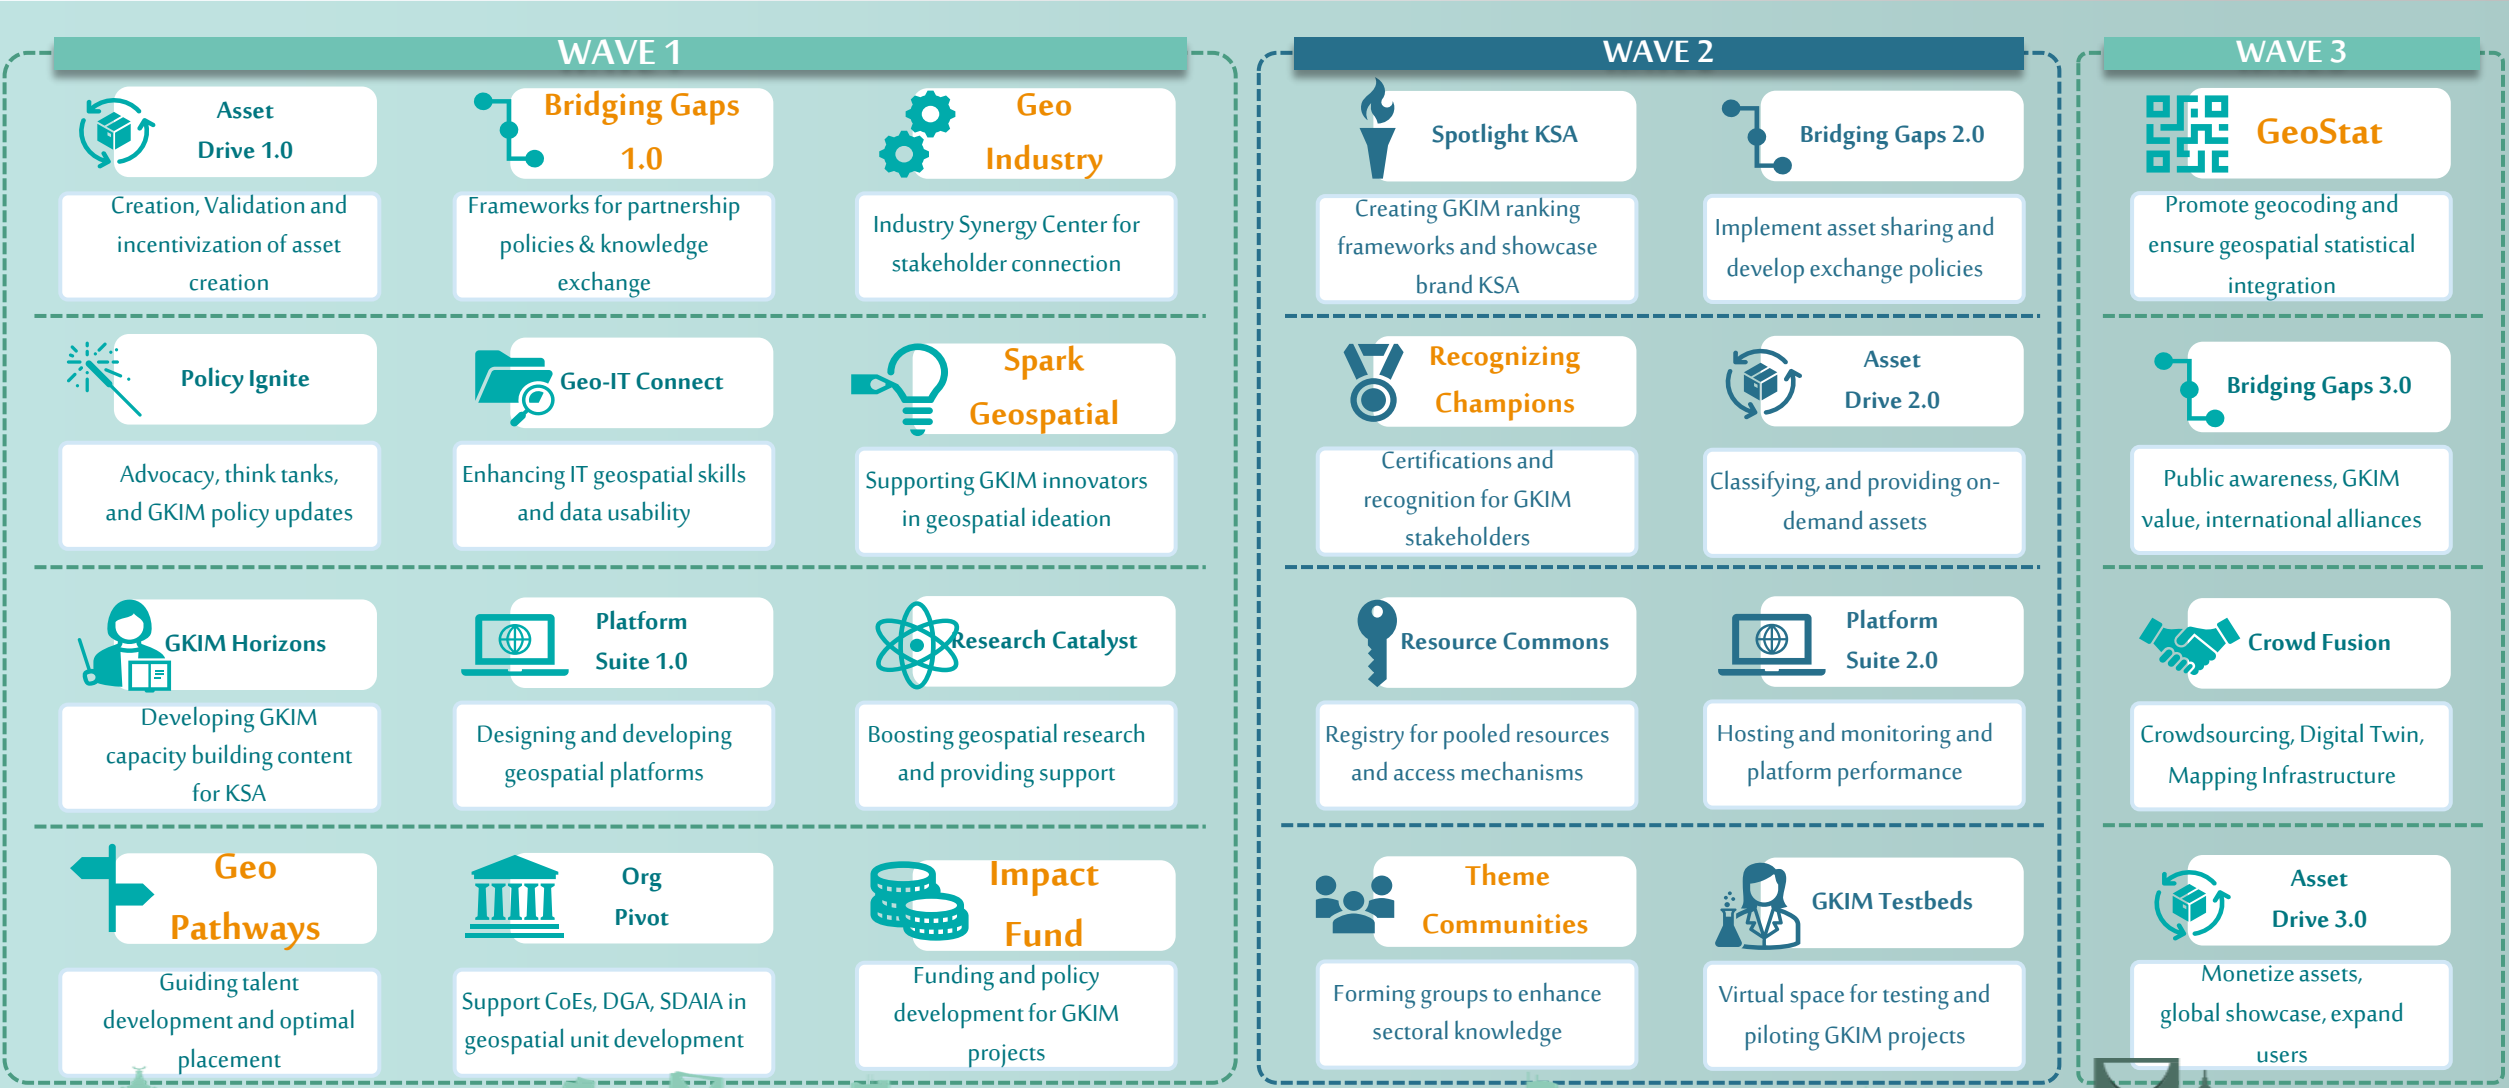 WAVE 1
Asset
Drive 1.0
Creation, Validation and
incentivization of asset
creation
Bridging Gaps
1.0
Frameworks for partnership
policies & knowledge
exchange
Geo
Industry
Industry Synergy Center for
stakeholder connection
Policy Ignite
Advocacy, think tanks,
and GKIM policy updates
Geo-IT Connect
Enhancing IT geospatial skills
and data usability
Spark
Geospatial
Supporting GKIM innovators
in geospatial ideation
GKIM Horizons
Developing GKIM
capacity building content
for KSA
Platform
Suite 1.0
Designing and developing
geospatial platforms
Research Catalyst
Boosting geospatial research
and providing support
Geo
Pathways
Guiding talent
development and optimal
placement
Org
Pivot
Support CoEs, DGA, SDAIA in
geospatial unit development
Impact
Fund
Funding and policy
development for GKIM
projects
WAVE 2
Spotlight KSA
Creating GKIM ranking
frameworks and showcase
brand KSA
Bridging Gaps 2.0
Implement asset sharing and
develop exchange policies
Recognizing
Champions
Certifications and
recognition for GKIM
stakeholders
Asset
Drive 2.0
Classifying, and providing on-
demand assets
Resource Commons
Registry for pooled resources
and access mechanisms
Platform
Suite 2.0
Hosting and monitoring and
platform performance
Theme
Communities
Forming groups to enhance
sectoral knowledge
GKIM Testbeds
Virtual space for testing and
piloting GKIM projects
WAVE 3
GeoStat
Promote geocoding and
ensure geospatial statistical
integration
Bridging Gaps 3.0
Public awareness, GKIM
value, international alliances
Crowd Fusion
Crowdsourcing, Digital Twin,
Mapping Infrastructure
Asset
Drive 3.0
Monetize assets,
global showcase, expand
users